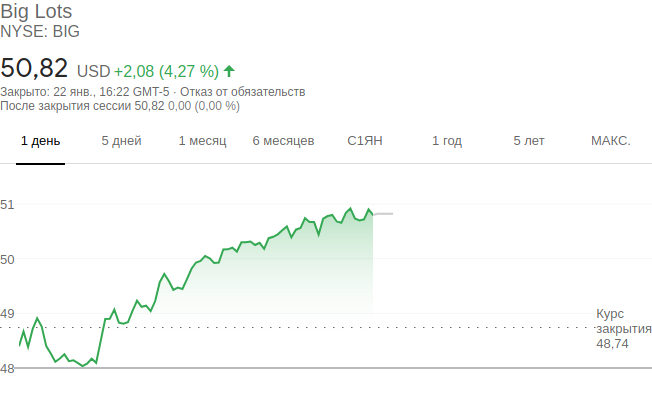 Big Lots
NYSE: BIG
50,82 USD +2,08 (4,27 %)
Закрыто: 22 янв., 16:22 GMT-5 · Отказ от обязательств
После закрытия сессии 50,82 0,00 (0,00 %)
1 день 5 дней 1 месяц 6 месяцев С1ЯН 1 год 5 лет МАКС.
51
50
49
Курс
закрытия
48,74
48